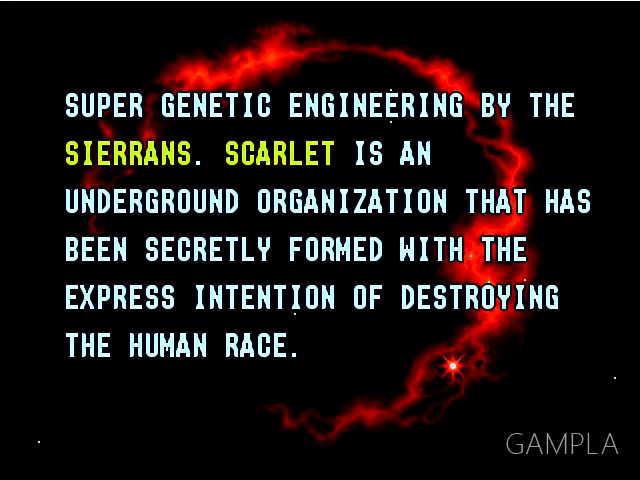 SUPER GENETIC ENGINEERING BY THE
SIERRANS. SCARLET IS AN
UNDERGROUND ORGANIZATION THAT HAS
BEEN SECRETLY FORMED WITH THE
EXPRESS INTENTION OF DESTROYING
THE HUMAN RACE.
GAMPLA